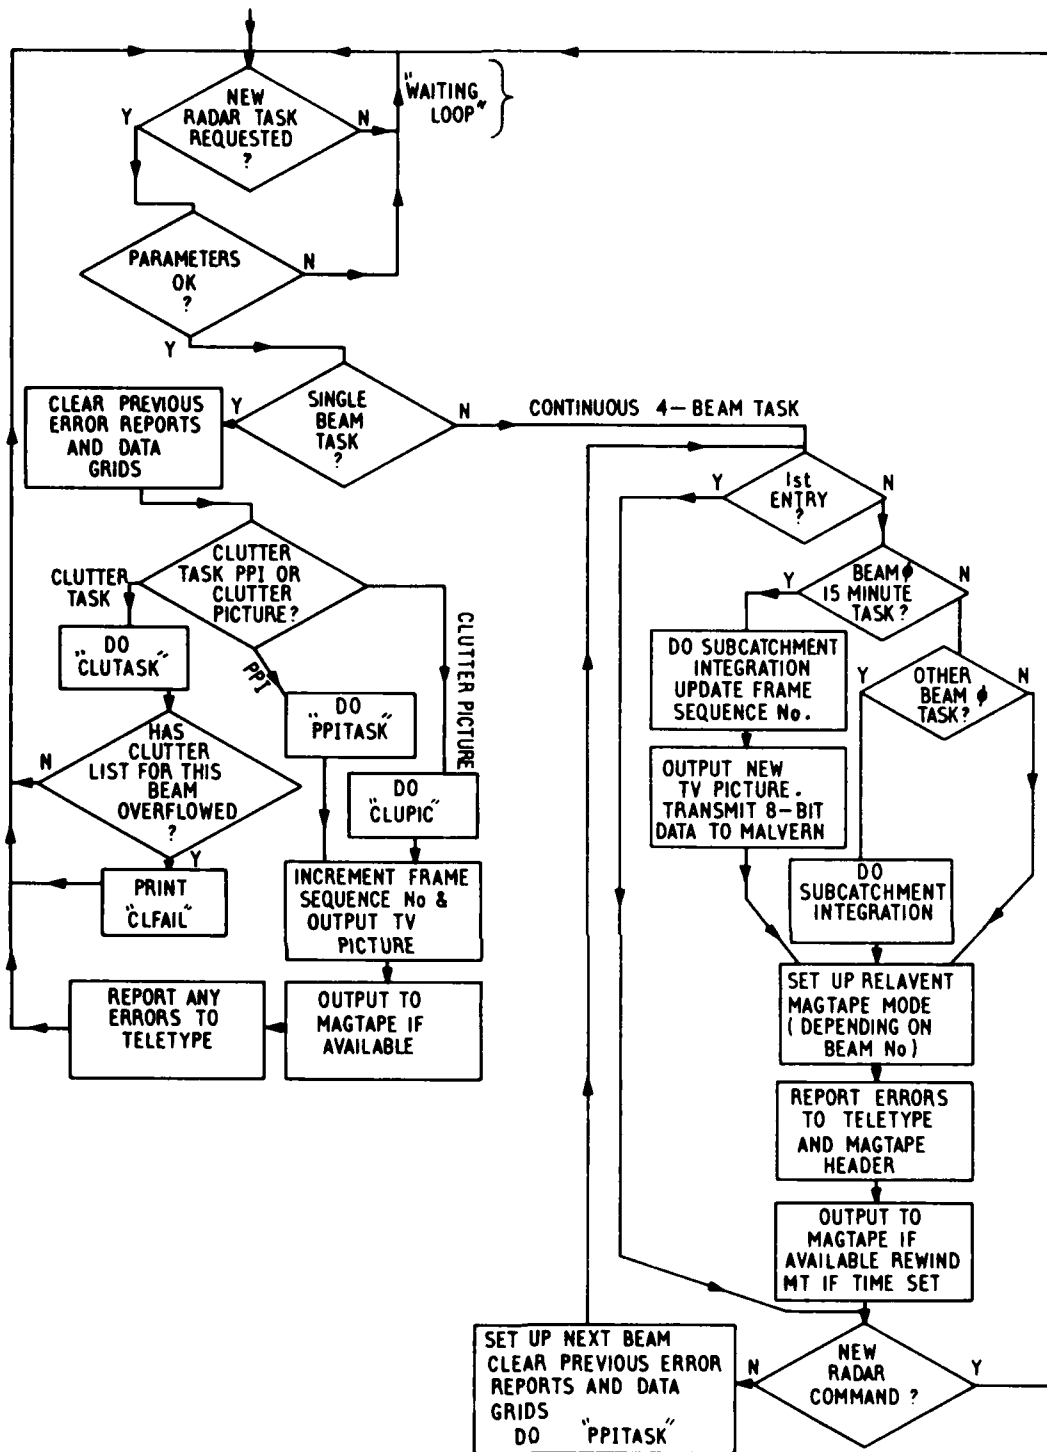 NEW
RADAR TASK
REQUESTED
?
Y
N
"WAITING
LOOP"
PARAMETERS
OK
?
N
Y
SINGLE
BEAM
TASK
?
Y
N
CONTINUOUS 4-BEAM TASK
CLEAR PREVIOUS
ERROR REPORTS
AND DATA
GRIDS
CLUTTER
TASK PPI OR
CLUTTER
PICTURE?
CLUTTER
TASK
PPI
CLUTTER PICTURE
DO
"CLUTASK"
DO
"PPITASK"
DO
"CLUPIC"
HAS
CLUTTER
LIST FOR THIS
BEAM
OVERFLOWED
?
N
Y
PRINT
"CLFAIL"
INCREMENT FRAME
SEQUENCE No &
OUTPUT TV
PICTURE
OUTPUT TO
MAGTAPE IF
AVAILABLE
REPORT ANY
ERRORS TO
TELETYPE
1st
ENTRY
?
Y
N
BEAM ϕ
15 MINUTE
TASK?
Y
N
DO SUBCATCHMENT
INTEGRATION
UPDATE FRAME
SEQUENCE No.
OUTPUT NEW
TV PICTURE.
TRANSMIT 8-BIT
DATA TO MALVERN
OTHER
BEAM ϕ
TASK?
Y
N
DO
SUBCATCHMENT
INTEGRATION
SET UP RELAVENT
MAGTAPE MODE
(DEPENDING ON
BEAM No)
REPORT ERRORS
TO TELETYPE
AND MAGTAPE
HEADER
OUTPUT TO
MAGTAPE IF
AVAILABLE REWIND
MT IF TIME SET
NEW
RADAR
COMMAND ?
N
Y
SET UP NEXT BEAM
CLEAR PREVIOUS ERROR
REPORTS AND DATA
GRIDS
DO "PPITASK"